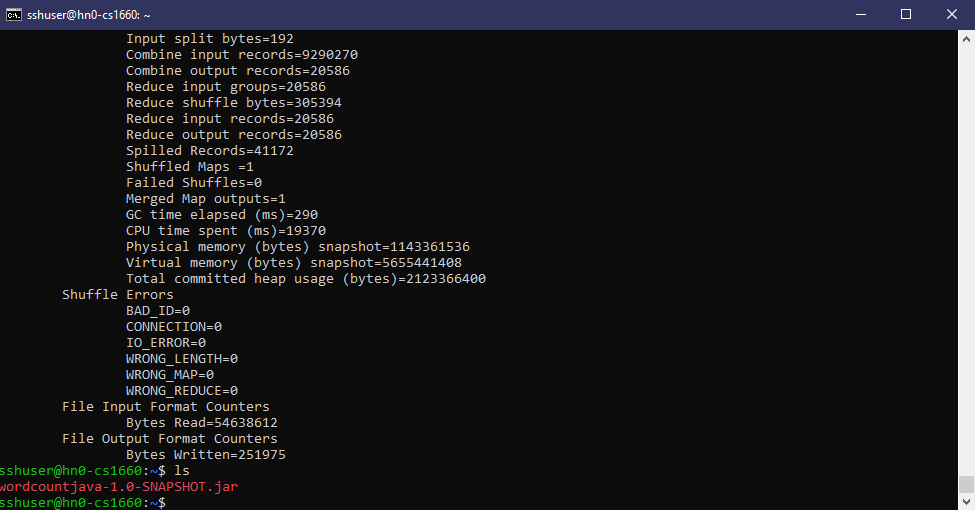 sshuser@hn0-cs1660: ~
Input split bytes=192
Combine input records=9290270
Combine output records=20586
Reduce input groups=20586
Reduce shuffle bytes=305394
Reduce input records=20586
Reduce output records=20586
Spilled Records=41172
Shuffled Maps =1
Failed Shuffles=0
Merged Map outputs=1
GC time elapsed (ms)=290
CPU time spent (ms)=19370
Physical memory (bytes) snapshot=1143361536
Virtual memory (bytes) snapshot=5655441408
Total committed heap usage (bytes)=2123366400
Shuffle Errors
BAD_ID=0
CONNECTION=0
IO_ERROR=0
WRONG_LENGTH=0
WRONG_MAP=0
WRONG_REDUCE=0
File Input Format Counters
Bytes Read=54638612
File Output Format Counters
Bytes Written=251975
sshuser@hn0-cs1660:~$ ls
wordcountjava-1.0-SNAPSHOT.jar
sshuser@hn0-cs1660:~$